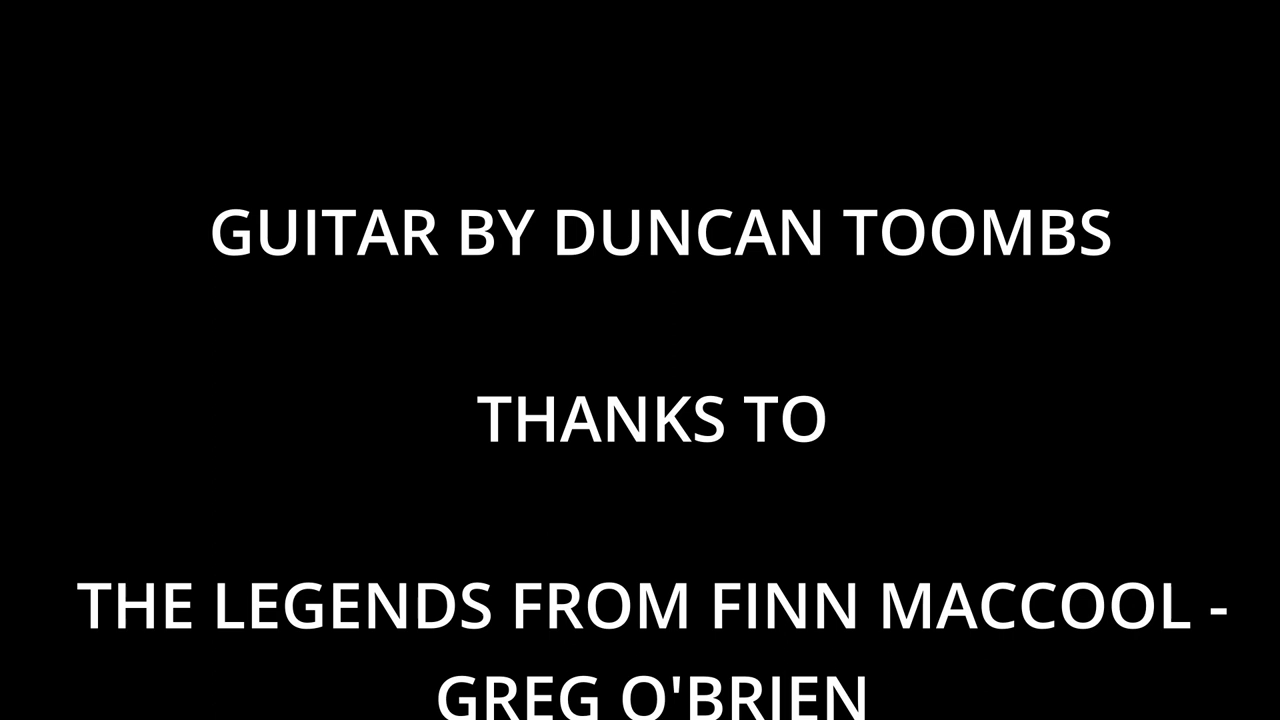 GUITAR BY DUNCAN TOOMBS
THANKS TO
THE LEGENDS FROM FINN MACCOOL -
GREG O'BRIEN